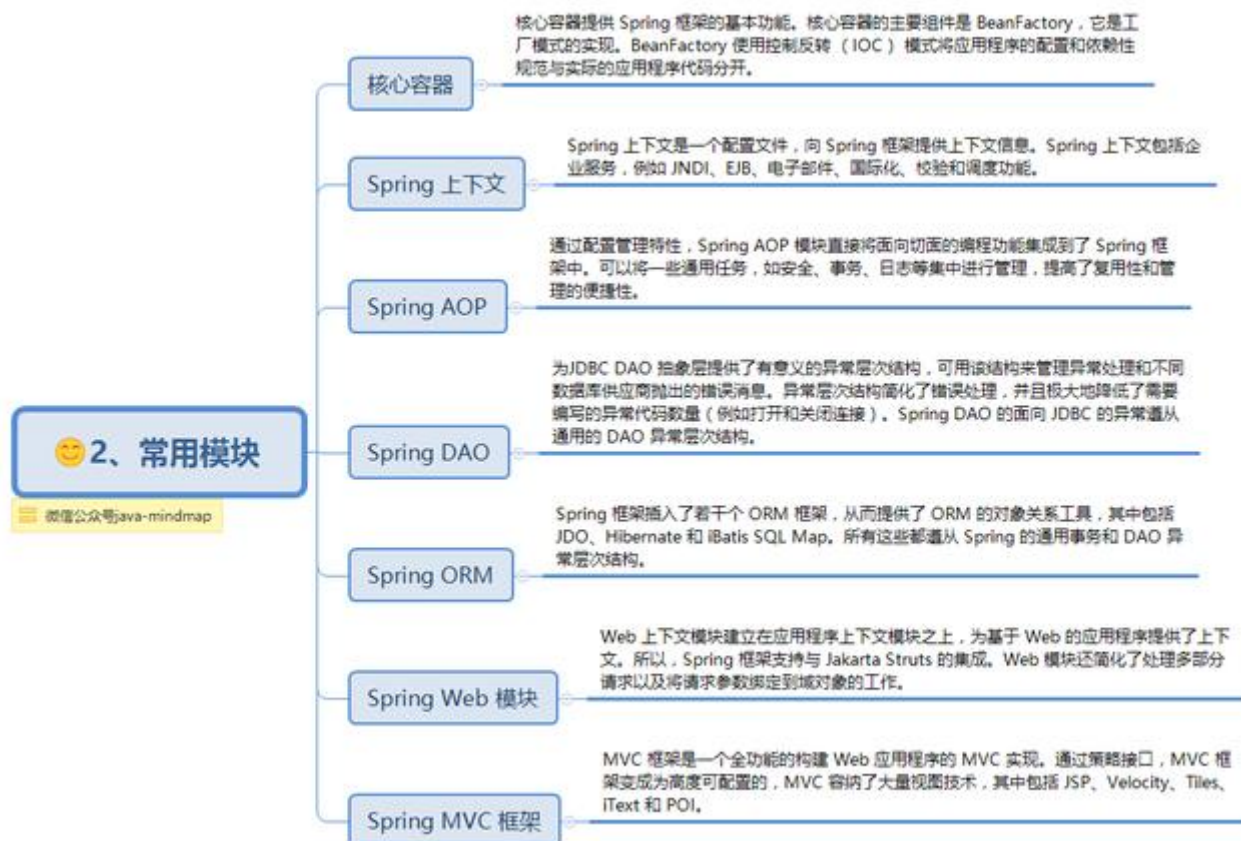 核心容器提供 Spring 框架的基本功能。核心容器的主要组件是 BeanFactory，它是工
厂模式的实现。BeanFactory 使用控制反转 （IOC） 模式将应用程序的配置和依赖性
规范与实际的应用程序代码分开。
核心容器
Spring 上下文是一个配置文件，向 Spring 框架提供上下文信息。Spring 上下文包括企
业服务，例如 JNDI、EJB、电子邮件、国际化、校验和调度功能。
Spring 上下文
通过配置管理特性，Spring AOP 模块直接将面向切面的编程功能集成到了 Spring 框
架中。可以将一些通用任务，如安全、事务、日志等集中进行管理，提高了复用性和管
理的便捷性。
Spring AOP
为JDBC DAO 抽象层提供了有意义的异常层次结构，可用该结构来管理异常处理和不同
数据库供应商抛出的错误消息。异常层次结构简化了错误处理，并且极大地降低了需要
编写的异常代码数量（例如打开和关闭连接）。Spring DAO 的面向 JDBC 的异常遵从
通用的 DAO 异常层次结构。
Spring DAO
2、常用模块
微信公众号java-mindmap
Spring 框架插入了若干个 ORM 框架，从而提供了 ORM 的对象关系工具，其中包括
JDO、Hibernate 和 iBatis SQL Map。所有这些都遵从 Spring 的通用事务和 DAO 异
常层次结构。
Spring ORM
Web 上下文模块建立在应用程序上下文模块之上，为基于 Web 的应用程序提供了上下
文。所以，Spring 框架支持与 Jakarta Struts 的集成。Web 模块还简化了处理多部分
请求以及将请求参数绑定到域对象的工作。
Spring Web 模块
MVC 框架是一个全功能的构建 Web 应用程序的 MVC 实现。通过策略接口，MVC 框
架变成为高度可配置的，MVC 容纳了大量视图技术，其中包括 JSP、Velocity、Tiles、
iText 和 POI。
Spring MVC 框架